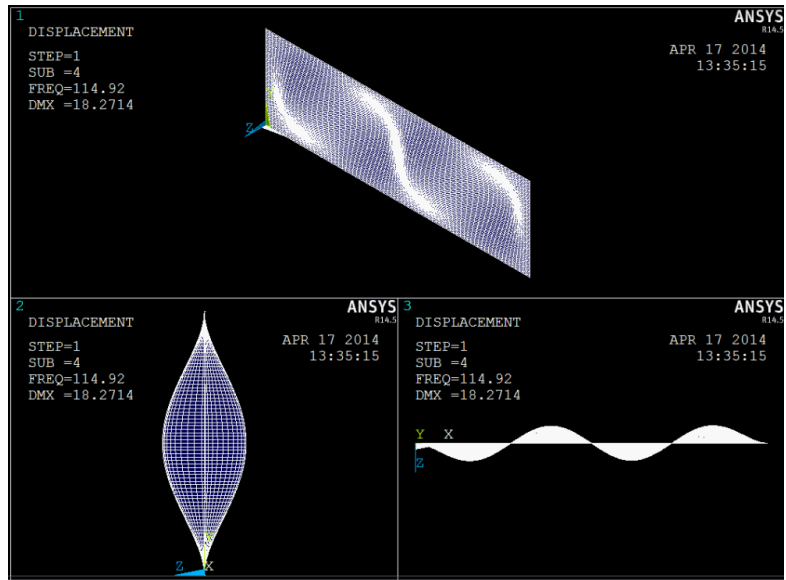 1
ANSYS
R14.5
DISPLACEMENT
STEP=1
SUB =4
FREQ=114.92
DMX =18.2714
APR 17 2014
13:35:15
Y
Z
2
ANSYS
R14.5
DISPLACEMENT
STEP=1
SUB =4
FREQ=114.92
DMX =18.2714
APR 17 2014
13:35:15
Z X
3
ANSYS
R14.5
DISPLACEMENT
STEP=1
SUB =4
FREQ=114.92
DMX =18.2714
APR 17 2014
13:35:15
Y X
Z